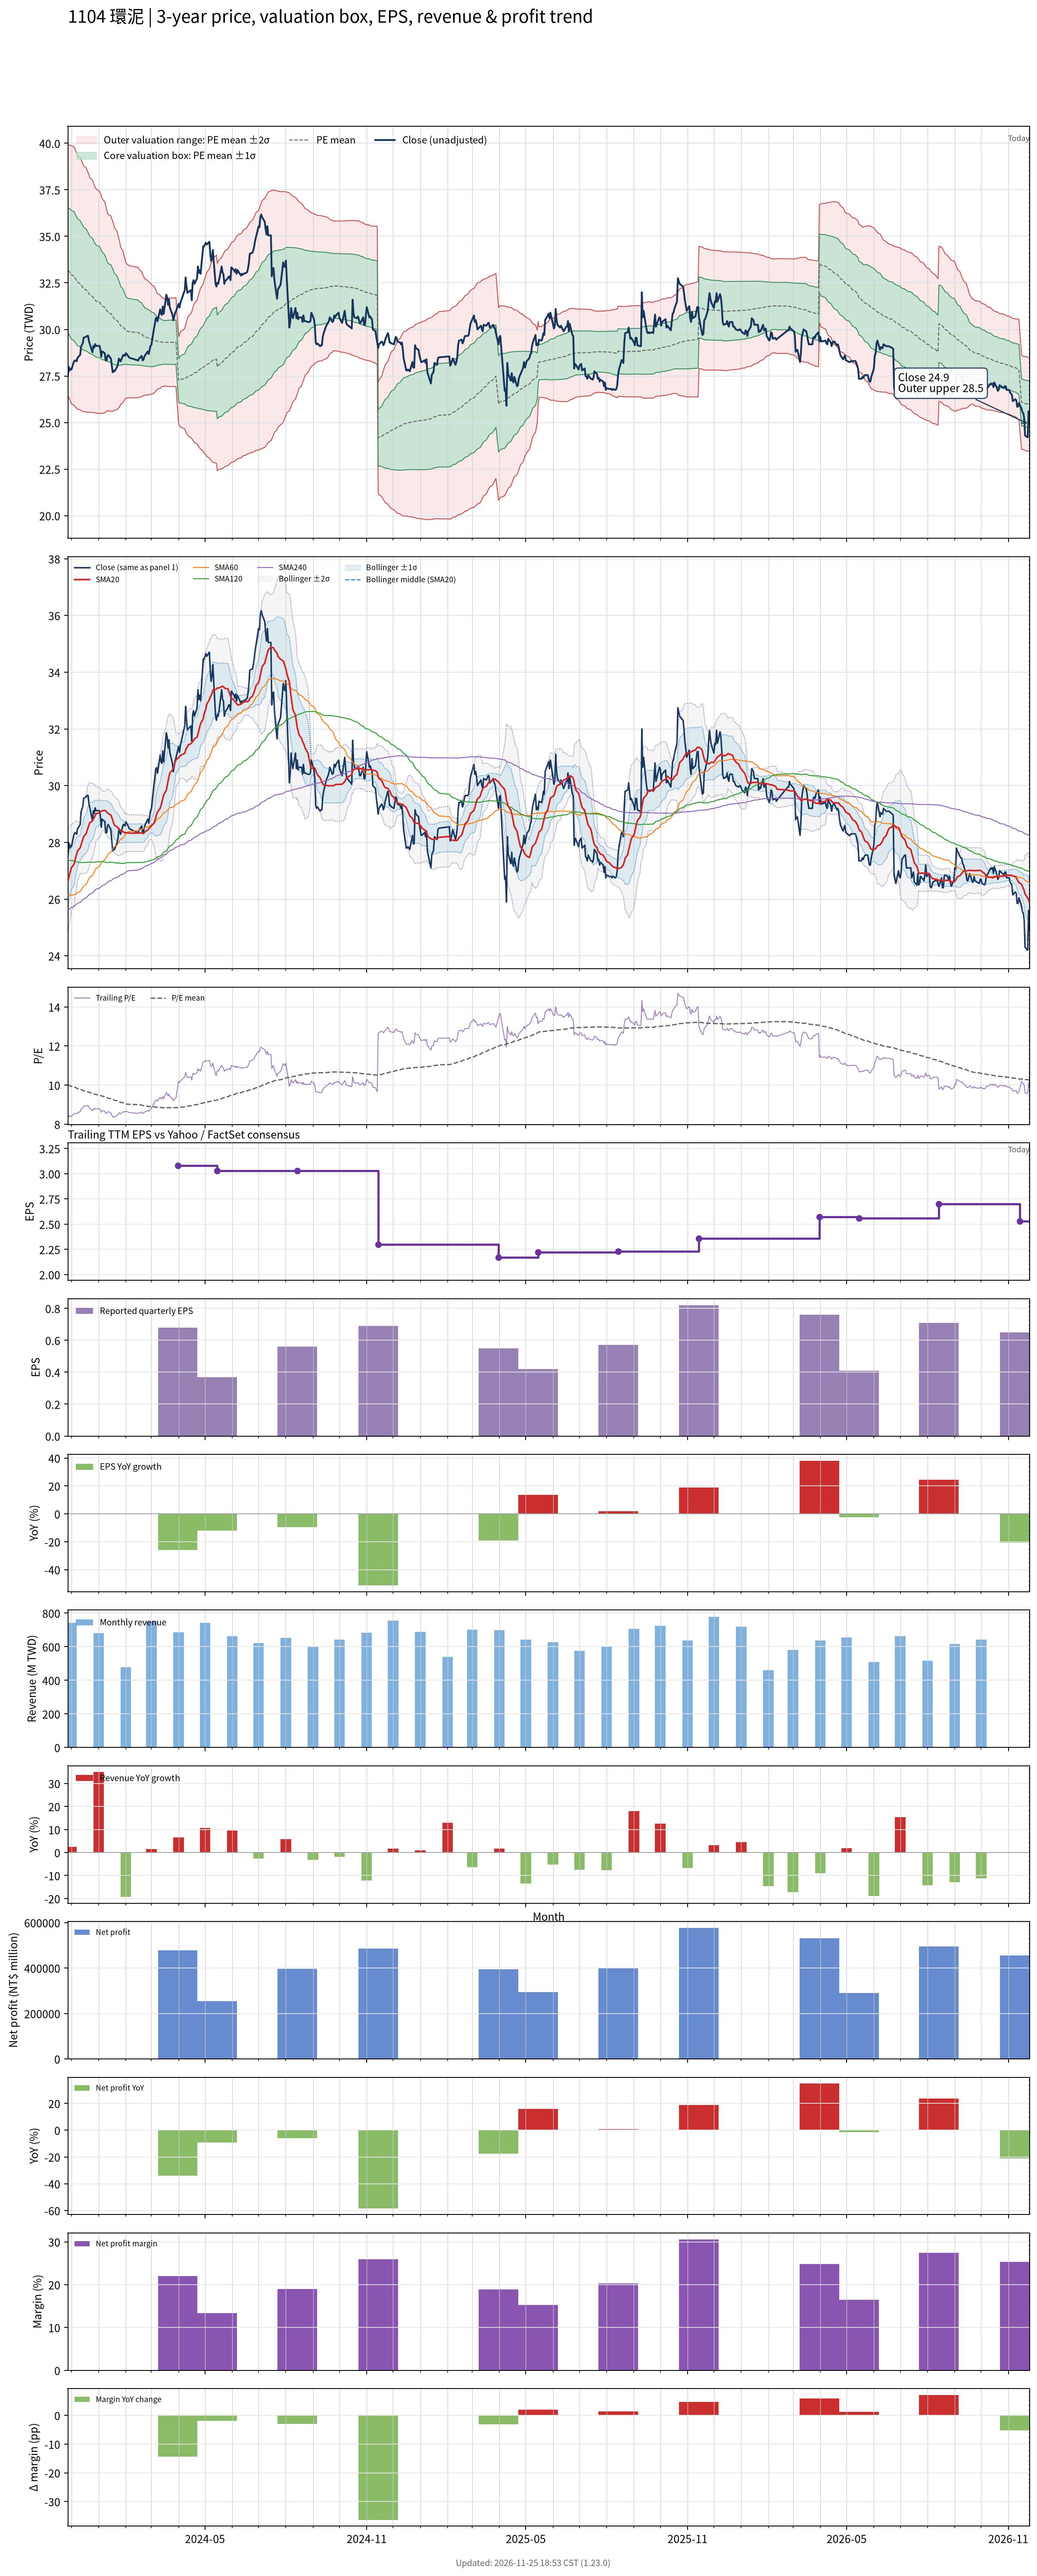 1104 環泥 | 3-year price, valuation box, EPS, revenue & profit trend
Outer valuation range: PE mean ±2σ
PE mean
Close (unadjusted)
Core valuation box: PE mean ±1σ
Today
Price (TWD)
40.0
37.5
35.0
32.5
30.0
27.5
25.0
22.5
20.0
Close 24.9
Outer upper 28.5
Close (same as panel 1)
SMA60
SMA240
Bollinger ±1σ
SMA20
SMA120
Bollinger ±2σ
Bollinger middle (SMA20)
Price
38
36
34
32
30
28
26
24
Trailing P/E
P/E mean
P/E
14
12
10
8
Trailing TTM EPS vs Yahoo / FactSet consensus
Today
EPS
3.25
3.00
2.75
2.50
2.25
2.00
Reported quarterly EPS
EPS
0.8
0.6
0.4
0.2
0.0
EPS YoY growth
YoY (%)
40
20
0
-20
-40
Monthly revenue
Revenue (M TWD)
800
600
400
200
0
Revenue YoY growth
YoY (%)
30
20
10
0
-10
-20
Month
Net profit
Net profit (NT$ million)
600000
400000
200000
0
Net profit YoY
YoY (%)
20
0
-20
-40
-60
Net profit margin
Margin (%)
30
20
10
0
Margin YoY change
Δ margin (pp)
0
-10
-20
-30
2024-05
2024-11
2025-05
2025-11
2026-05
2026-11
Updated: 2026-11-25 18:53 CST (1.23.0)